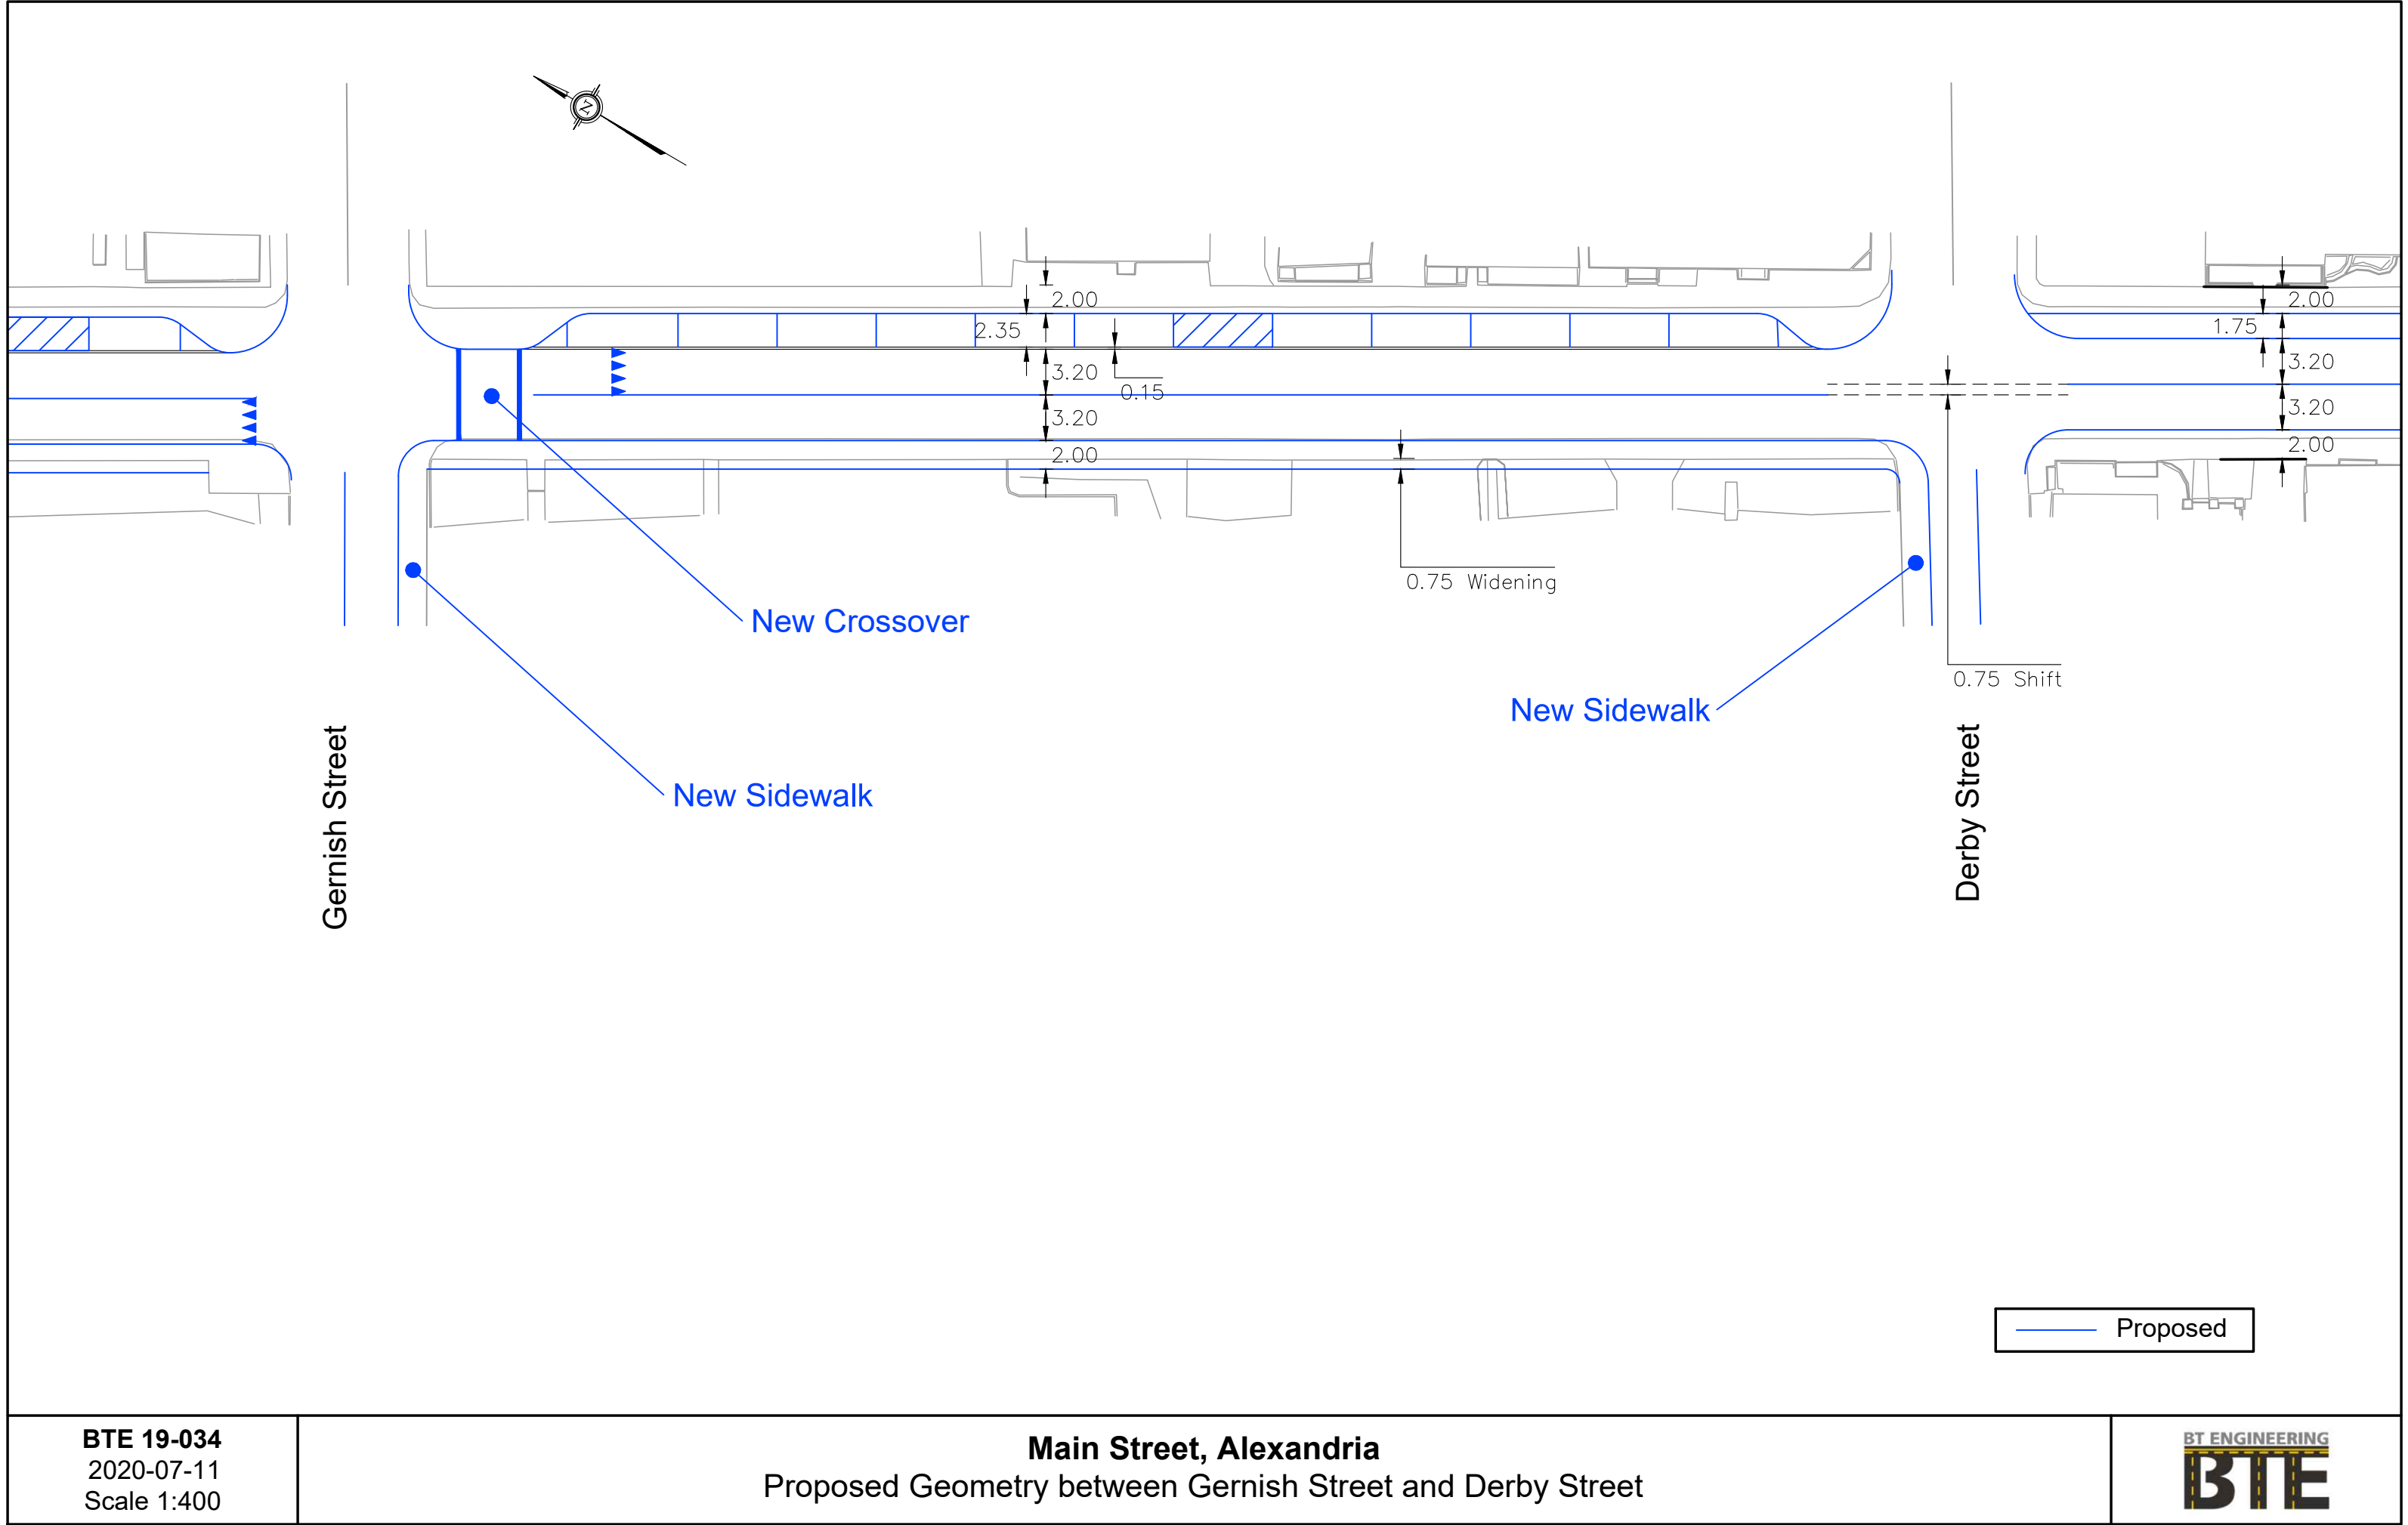 N
2.00
2.35
3.20
0.15
3.20
2.00
0.75 Widening
2.00
1.75
3.20
3.20
2.00
0.75 Shift
New Crossover
New Sidewalk
New Sidewalk
Gernish Street
Derby Street
Proposed
BTE 19-034
2020-07-11
Scale 1:400
Main Street, Alexandria
Proposed Geometry between Gernish Street and Derby Street
BT ENGINEERING
BTE